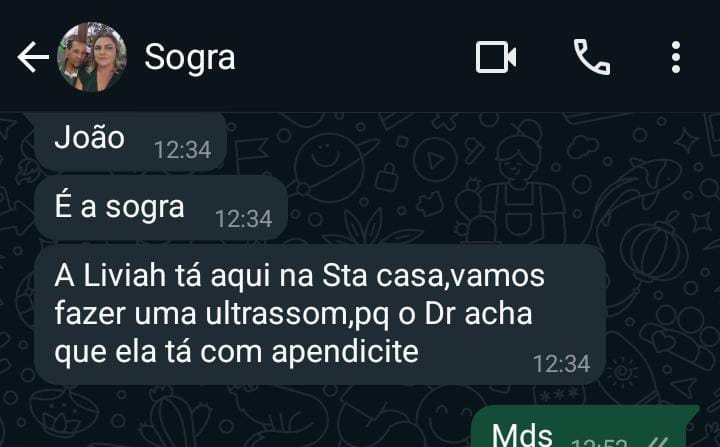 Sogra
João 12:34
É a sogra 12:34
A Liviah tá aqui na Sta casa,vamos
fazer uma ultrassom,pq o Dr acha
que ela tá com apendicite 12:34
Mds 12:52